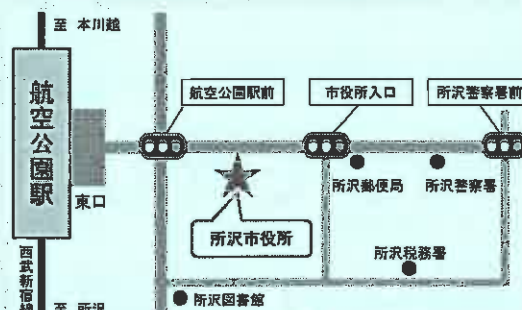 至 本川越
航空公園駅
東口
西武新宿線
至 所沢
航空公園駅前
市役所入口
所沢警察署前
所沢市役所
所沢郵便局
所沢警察署
所沢税務署
所沢図書館